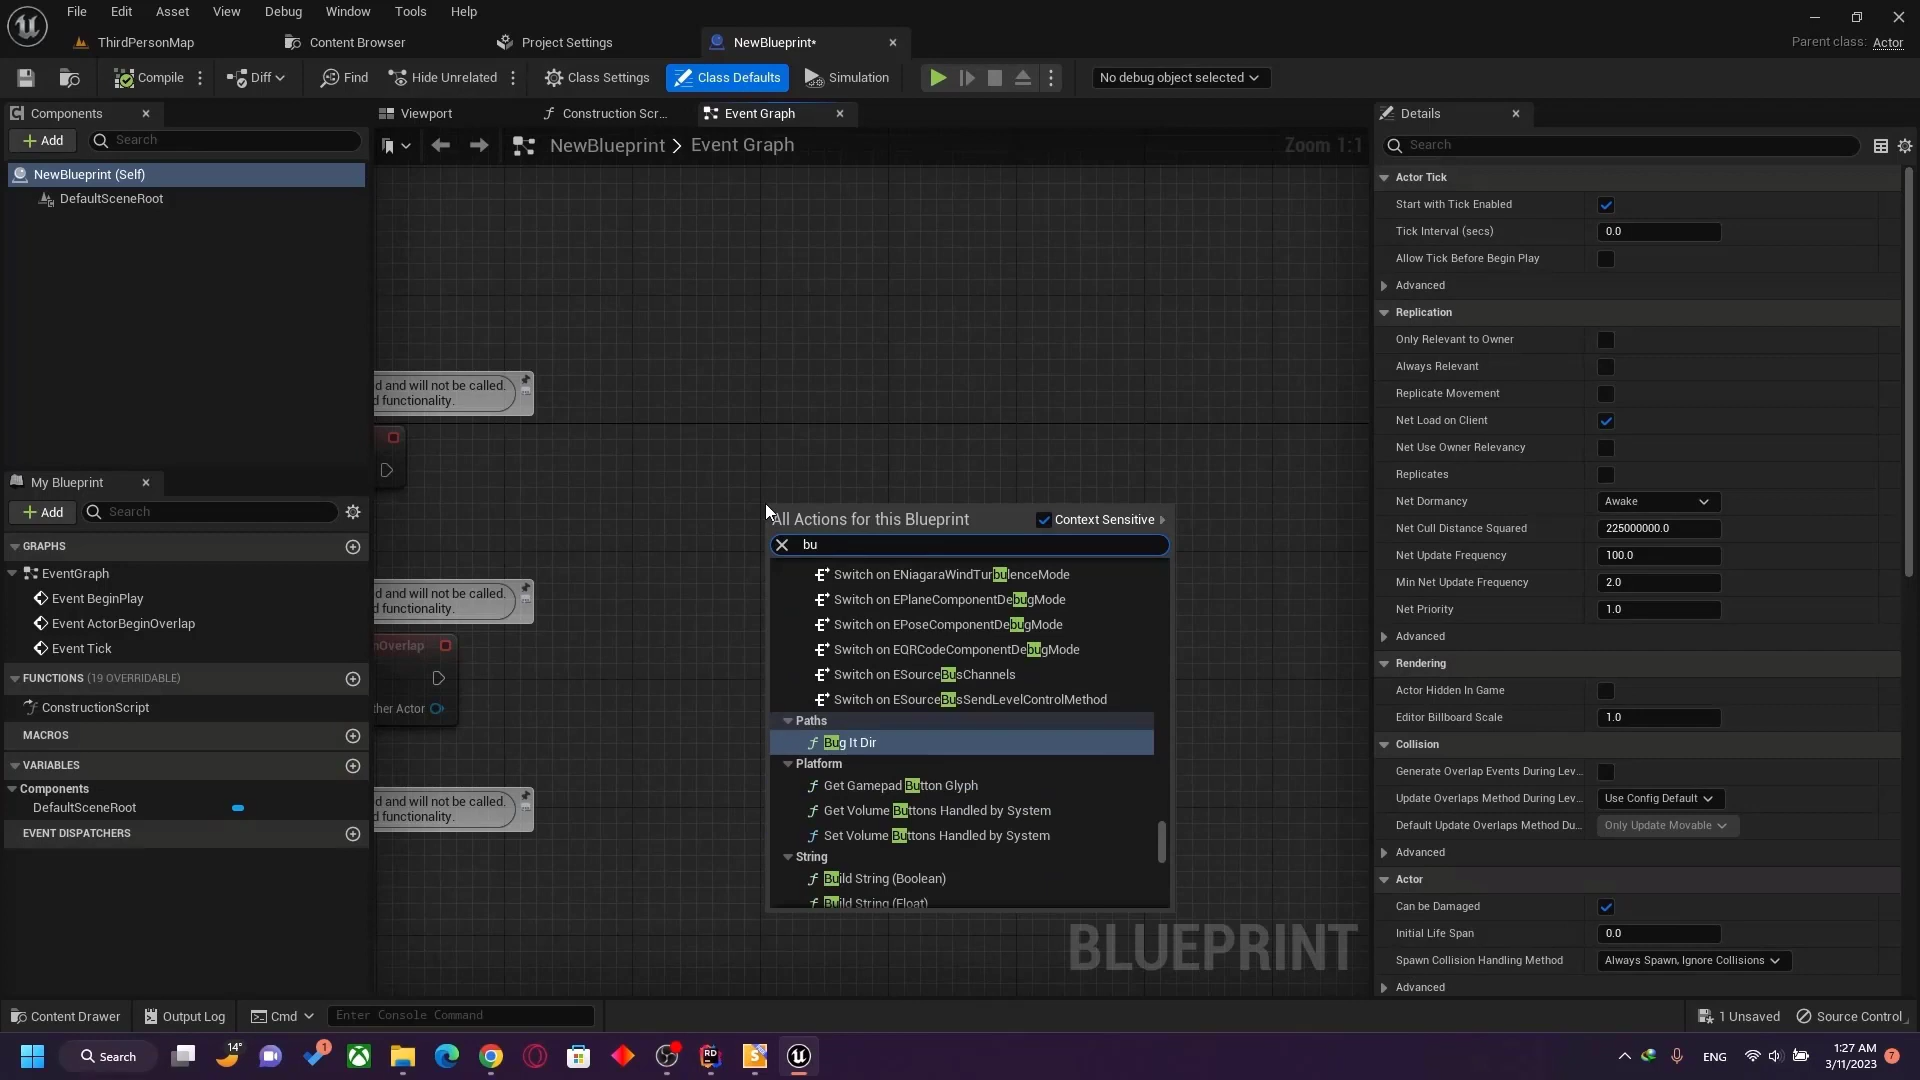 File Edit Asset View Debug Window Tools Help
ThirdPersonMap Content Browser Project Settings NewBlueprint*
Parent class: Actor
Compile Diff Find Hide Unrelated Class Settings Class Defaults Simulation No debug object selected
Components
Add Search
NewBlueprint (Self)
DefaultSceneRoot
My Blueprint
Add Search
GRAPHS
EventGraph
Event BeginPlay
Event ActorBeginOverlap
Event Tick
FUNCTIONS (19 OVERRIDABLE)
ConstructionScript
MACROS
VARIABLES
Components
DefaultSceneRoot
EVENT DISPATCHERS
Viewport Construction Scr... Event Graph
NewBlueprint > Event Graph Zoom 1:1
d and will not be called.
d functionality.
d and will not be called.
d functionality.
nOverlap
ther Actor
d and will not be called.
d functionality.
All Actions for this Blueprint Context Sensitive
bu
Switch on ENiagaraWindTurbulenceMode
Switch on EPlaneComponentDebugMode
Switch on EPoseComponentDebugMode
Switch on EQRCodeComponentDebugMode
Switch on ESourceBusChannels
Switch on ESourceBusSendLevelControlMethod
Paths
Bug It Dir
Platform
Get Gamepad Button Glyph
Get Volume Buttons Handled by System
Set Volume Buttons Handled by System
String
Build String (Boolean)
Build String (Float)
BLUEPRINT
Details
Search
Actor Tick
Start with Tick Enabled
Tick Interval (secs) 0.0
Allow Tick Before Begin Play
Advanced
Replication
Only Relevant to Owner
Always Relevant
Replicate Movement
Net Load on Client
Net Use Owner Relevancy
Replicates
Net Dormancy Awake
Net Cull Distance Squared 225000000.0
Net Update Frequency 100.0
Min Net Update Frequency 2.0
Net Priority 1.0
Advanced
Rendering
Actor Hidden In Game
Editor Billboard Scale 1.0
Collision
Generate Overlap Events During Lev...
Update Overlaps Method During Lev... Use Config Default
Default Update Overlaps Method Du... Only Update Movable
Advanced
Actor
Can be Damaged
Initial Life Span 0.0
Spawn Collision Handling Method Always Spawn, Ignore Collisions
Advanced
Content Drawer Output Log Cmd Enter Console Command 1 Unsaved Source Control
Search 14° 1 RD S ENG 1:27 AM 7
3/11/2023